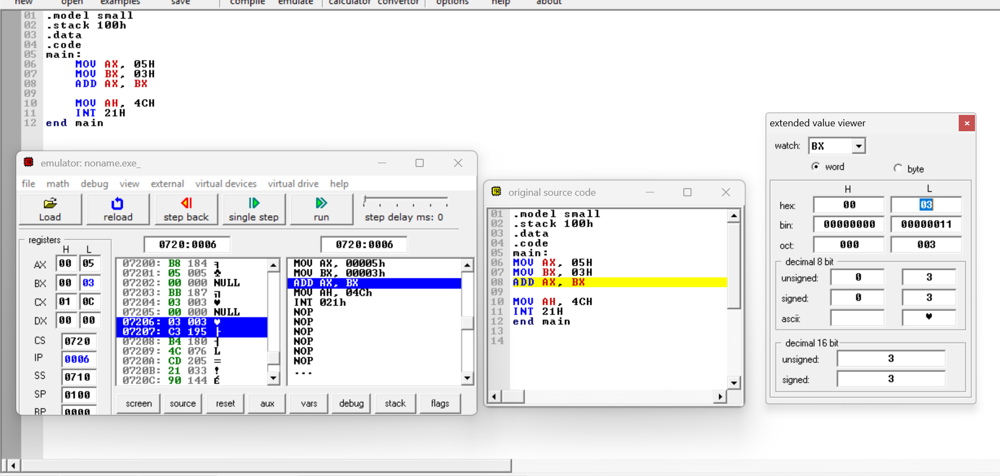 new open examples save compile emulate calculator convertor options help about
01 .model small
02 .stack 100h
03 .data
04 .code
05 main:
06 MOV AX, 05H
07 MOV BX, 03H
08 ADD AX, BX
09
10 MOV AH, 4CH
11 INT 21H
12 end main
emulator: noname.exe_
file math debug view external virtual devices virtual drive help
Load reload step back single step run step delay ms: 0
registers
H L
AX 00 05
BX 00 03
CX 01 0C
DX 00 00
CS 0720
IP 0006
SS 0710
SP 0100
BP 0000
0720:0006
07200: B8 184 ╕
07201: 05 005 ♣
07202: 00 000 NULL
07203: BB 187 ╗
07204: 03 003 ♥
07205: 00 000 NULL
07206: 03 003 ♥
07207: C3 195 ├
07208: B4 180 ┤
07209: 4C 076 L
0720A: CD 205 =
0720B: 21 033 !
0720C: 90 144 É
0720:0006
MOV AX, 00005h
MOV BX, 00003h
ADD AX, BX
MOV AH, 04Ch
INT 021h
NOP
NOP
NOP
NOP
NOP
NOP
...
screen source reset aux vars debug stack flags
original source code
01 .model small
02 .stack 100h
03 .data
04 .code
05 main:
06 MOV AX, 05H
07 MOV BX, 03H
08 ADD AX, BX
09
10 MOV AH, 4CH
11 INT 21H
12 end main
13
14
extended value viewer
watch: BX
word byte
H L
hex: 00 03
bin: 00000000 00000011
oct: 000 003
decimal 8 bit
unsigned: 0 3
signed: 0 3
ascii: ♥
decimal 16 bit
unsigned: 3
signed: 3